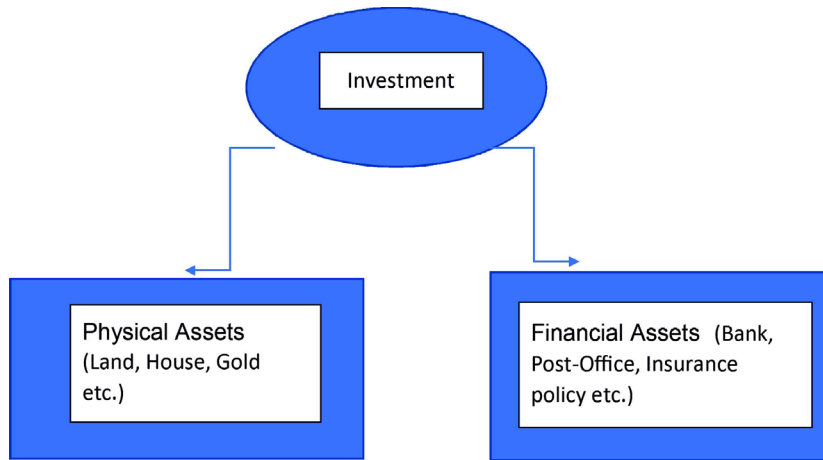 Investment
Physical Assets
(Land, House, Gold
etc.)
Financial Assets (Bank,
Post-Office, Insurance
policy etc.)